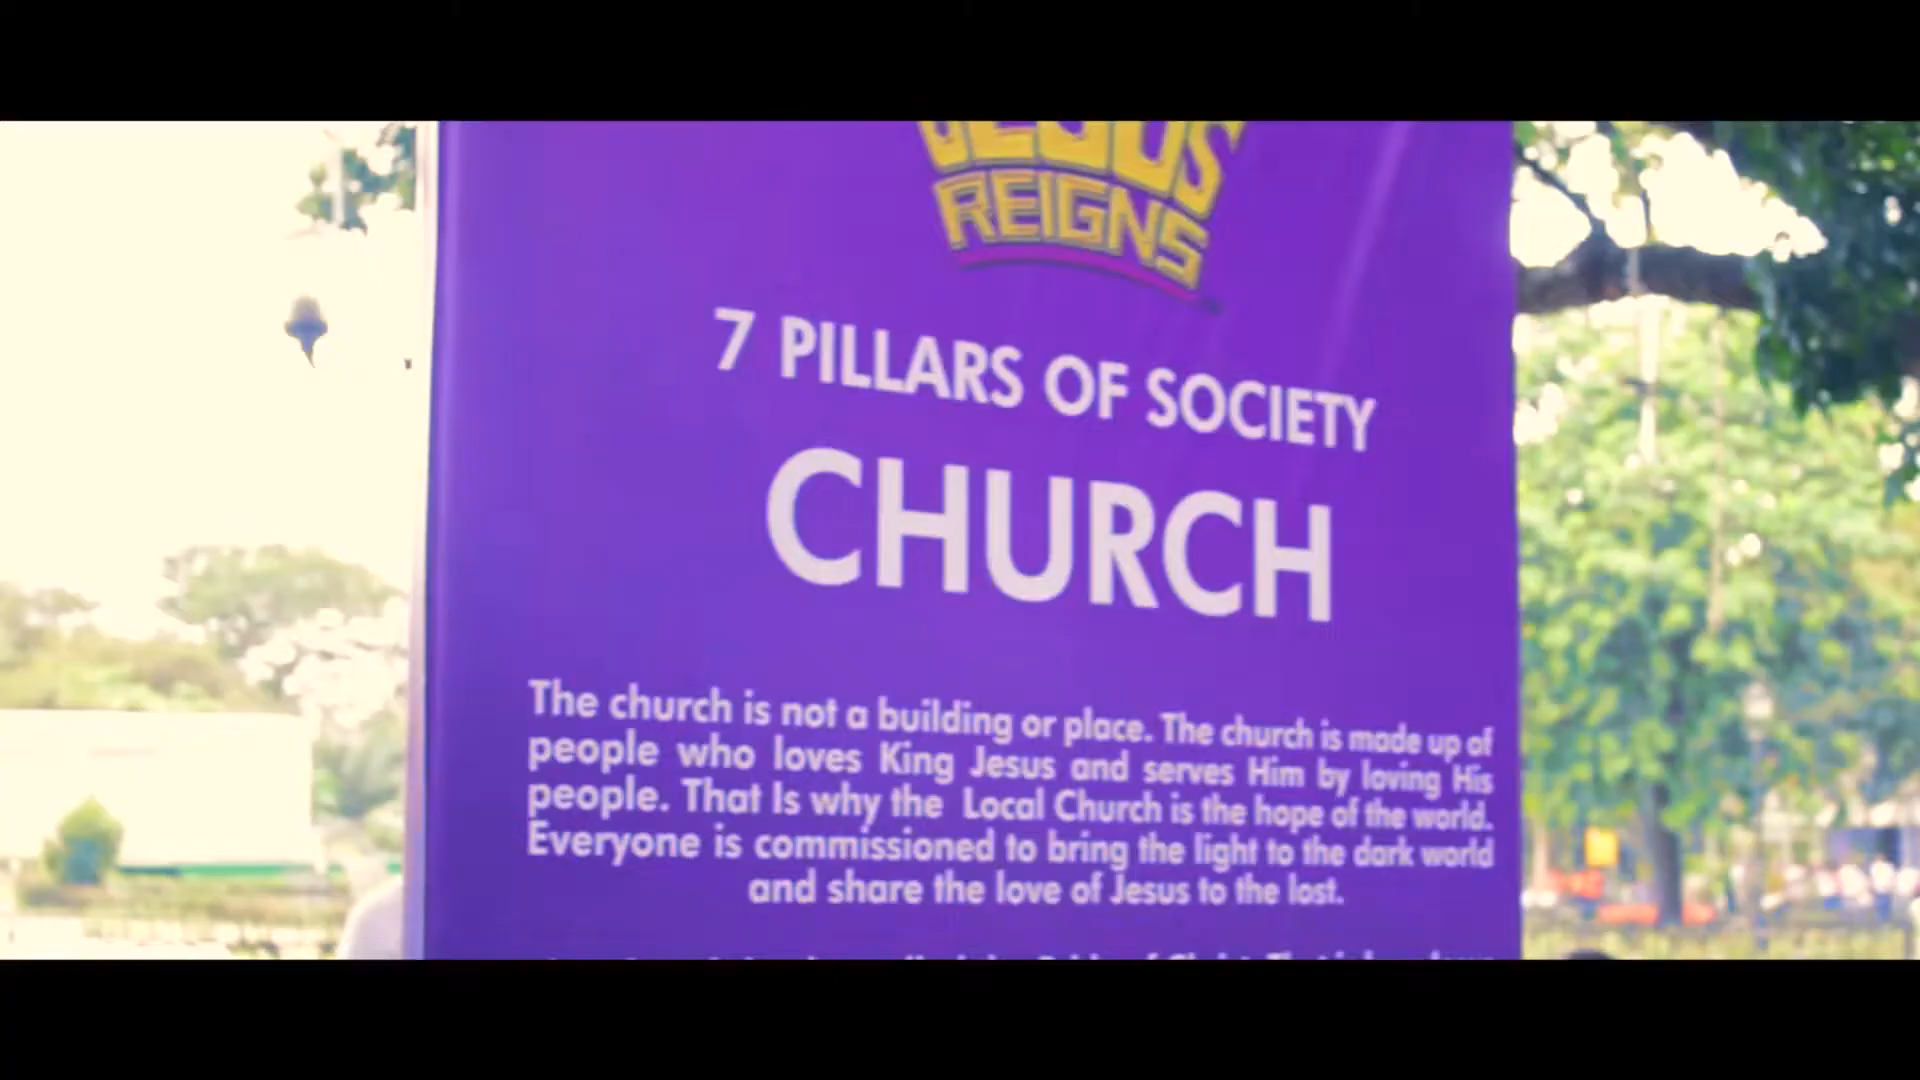 JESUS
REIGNS
7 PILLARS OF SOCIETY
CHURCH
The church is not a building or place. The church is made up of
people who loves King Jesus and serves Him by loving His
people. That Is why the Local Church is the hope of the world.
Everyone is commissioned to bring the light to the dark world
and share the love of Jesus to the lost.